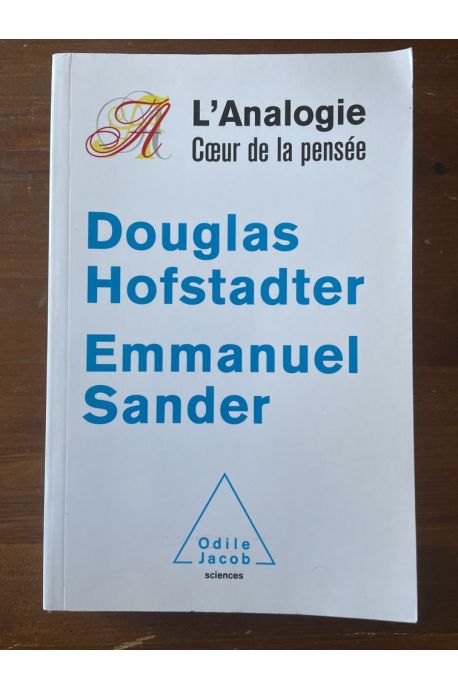 A
L'Analogie
Cœur de la pensée
Douglas
Hofstadter
Emmanuel
Sander
Odile
Jacob
sciences